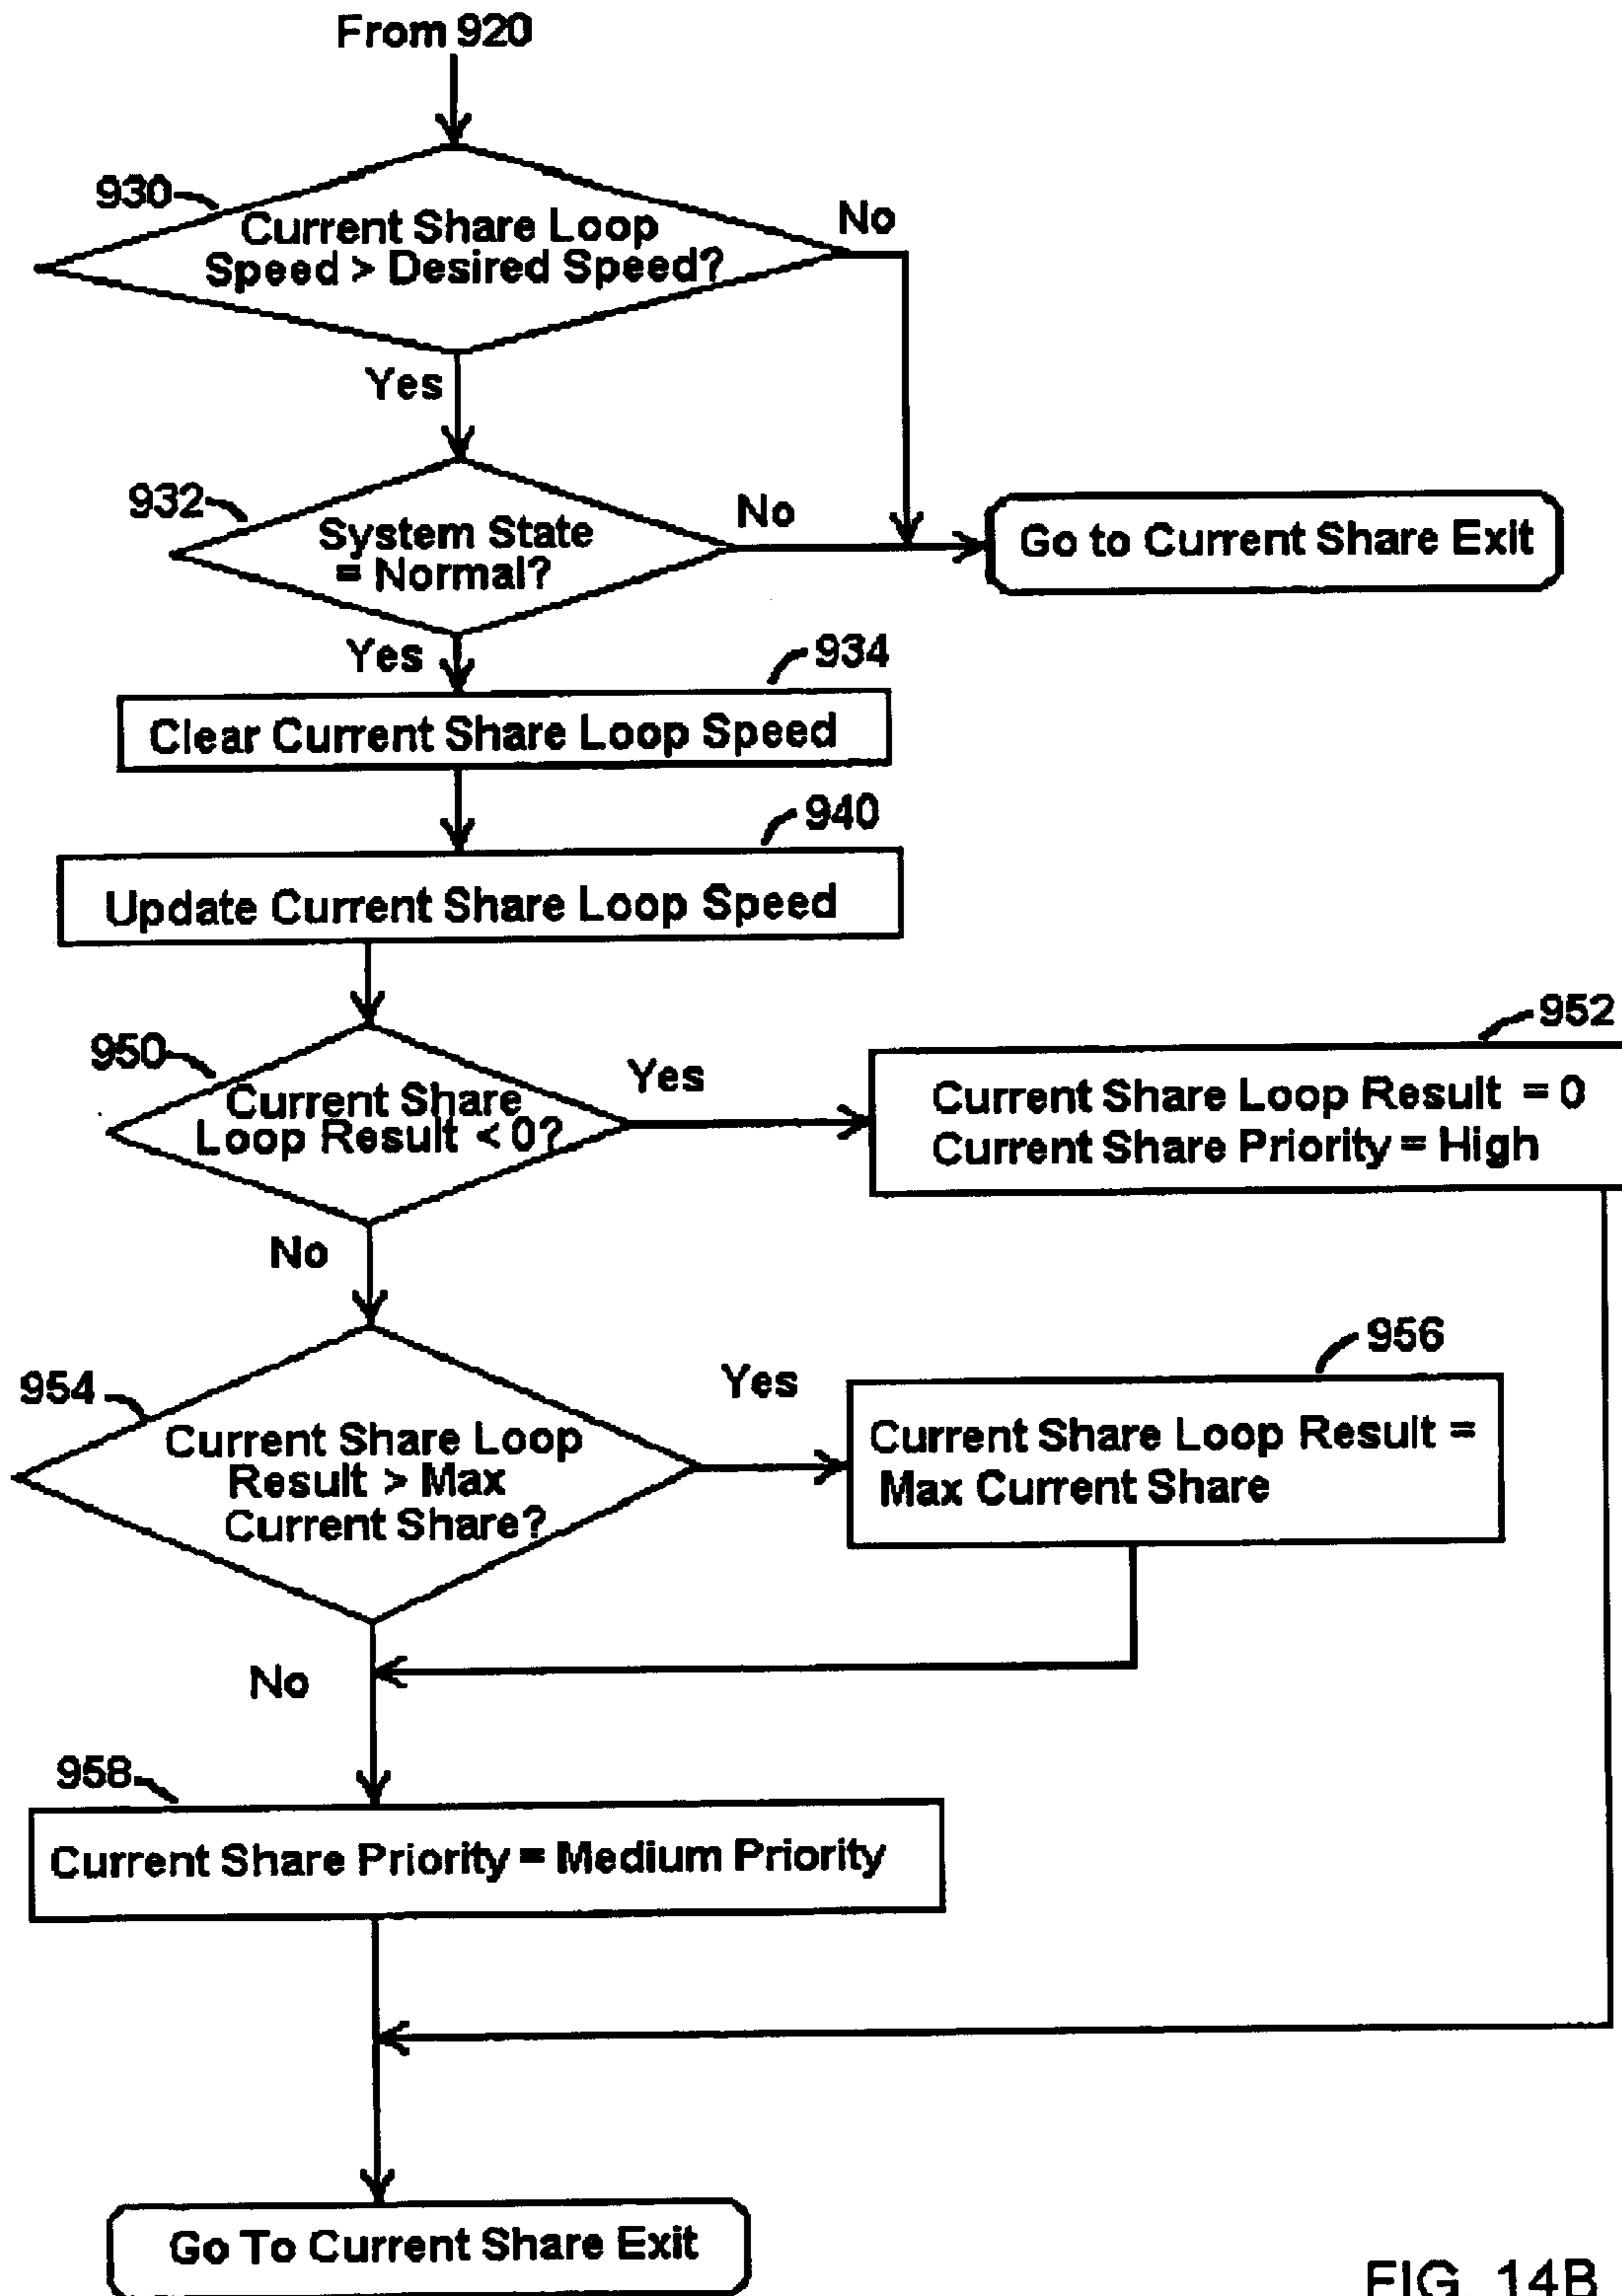 From 920
930
Current Share Loop
Speed > Desired Speed?
No
Yes
932
System State
= Normal?
No
Go to Current Share Exit
Yes
934
Clear Current Share Loop Speed
940
Update Current Share Loop Speed
950
Current Share
Loop Result < 0?
Yes
952
Current Share Loop Result = 0
Current Share Priority = High
No
954
Current Share Loop
Result > Max
Current Share?
Yes
956
Current Share Loop Result =
Max Current Share
No
958
Current Share Priority = Medium Priority
Go To Current Share Exit
FIG. 14B